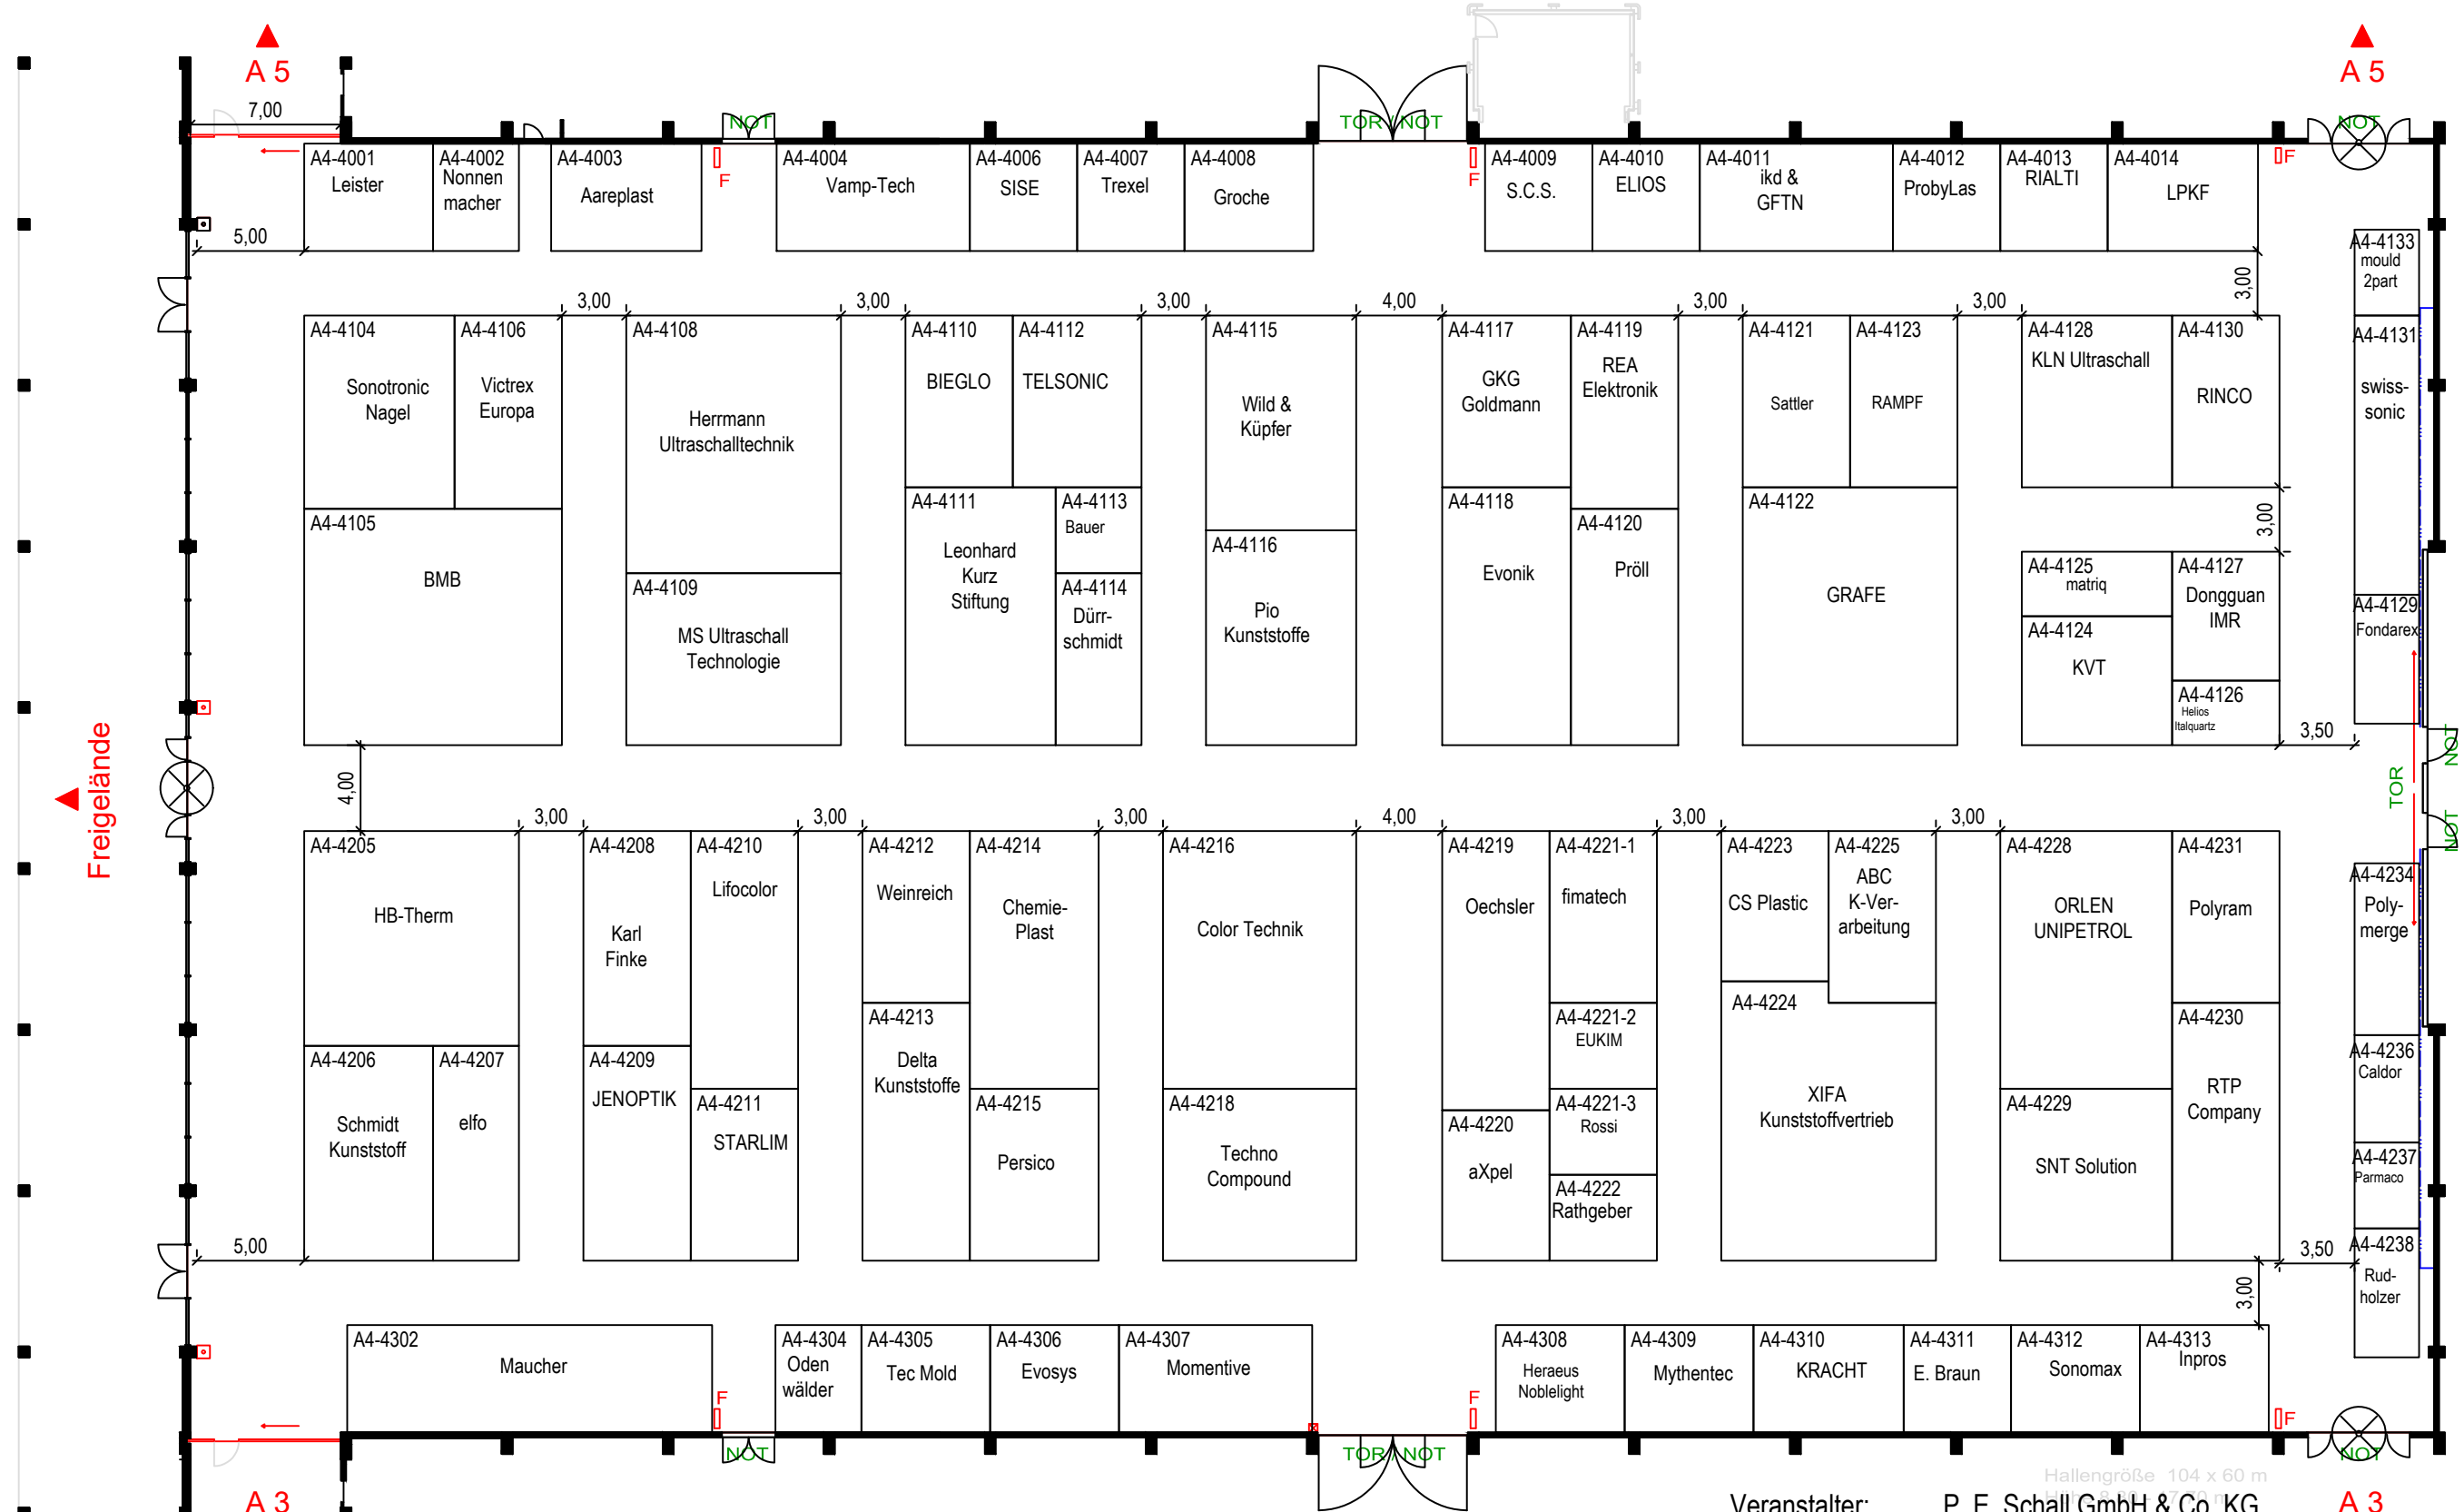 A 5
A 5
7,00
NOT
TOR / NOT
NOT
A4-4001
Leister
A4-4002
Nonnen
macher
A4-4003
Aareplast
F
A4-4004
Vamp-Tech
A4-4006
SISE
A4-4007
Trexel
A4-4008
Groche
F
A4-4009
S.C.S.
A4-4010
ELIOS
A4-4011
ikd &
GFTN
A4-4012
ProbyLas
A4-4013
RIALTI
A4-4014
LPKF
F
5,00
3,00
A4-4133
mould
2part
3,00
3,00
3,00
4,00
3,00
3,00
A4-4104
Sonotronic
Nagel
A4-4106
Victrex
Europa
A4-4108
Herrmann
Ultraschalltechnik
A4-4110
BIEGLO
A4-4112
TELSONIC
A4-4115
Wild &
Küpfer
A4-4117
GKG
Goldmann
A4-4119
REA
Elektronik
A4-4121
Sattler
A4-4123
RAMPF
A4-4128
KLN Ultraschall
A4-4130
RINCO
A4-4131
swiss-
sonic
A4-4105
BMB
A4-4109
MS Ultraschall
Technologie
A4-4111
Leonhard
Kurz
Stiftung
A4-4113
Bauer
A4-4114
Dürr-
schmidt
A4-4116
Pio
Kunststoffe
A4-4118
Evonik
A4-4120
Pröll
A4-4122
GRAFE
3,00
A4-4125
matriq
A4-4127
Dongguan
IMR
A4-4124
KVT
A4-4126
Helios
Italquartz
A4-4129
Fondarex
3,50
Freigelände
4,00
TOR
NOT
NOT
3,00
3,00
3,00
4,00
3,00
3,00
A4-4205
HB-Therm
A4-4208
Karl
Finke
A4-4210
Lifocolor
A4-4212
Weinreich
A4-4214
Chemie-
Plast
A4-4216
Color Technik
A4-4219
Oechsler
A4-4221-1
fimatech
A4-4223
CS Plastic
A4-4225
ABC
K-Ver-
arbeitung
A4-4228
ORLEN
UNIPETROL
A4-4231
Polyram
A4-4234
Poly-
merge
A4-4206
Schmidt
Kunststoff
A4-4207
elfo
A4-4209
JENOPTIK
A4-4211
STARLIM
A4-4213
Delta
Kunststoffe
A4-4215
Persico
A4-4218
Techno
Compound
A4-4220
aXpel
A4-4221-2
EUKIM
A4-4221-3
Rossi
A4-4222
Rathgeber
A4-4224
XIFA
Kunststoffvertrieb
A4-4229
SNT Solution
A4-4230
RTP
Company
A4-4236
Caldor
A4-4237
Parmaco
A4-4238
Rud-
holzer
5,00
3,50
3,00
A4-4302
Maucher
F
A4-4304
Oden
wälder
A4-4305
Tec Mold
A4-4306
Evosys
A4-4307
Momentive
F
A4-4308
Heraeus
Noblelight
A4-4309
Mythentec
A4-4310
KRACHT
A4-4311
E. Braun
A4-4312
Sonomax
A4-4313
Inpros
F
NOT
TOR / NOT
NOT
Hallengröße 104 x 60 m
A 3
Veranstalter: P. E. Schall GmbH & Co. KG
A 3